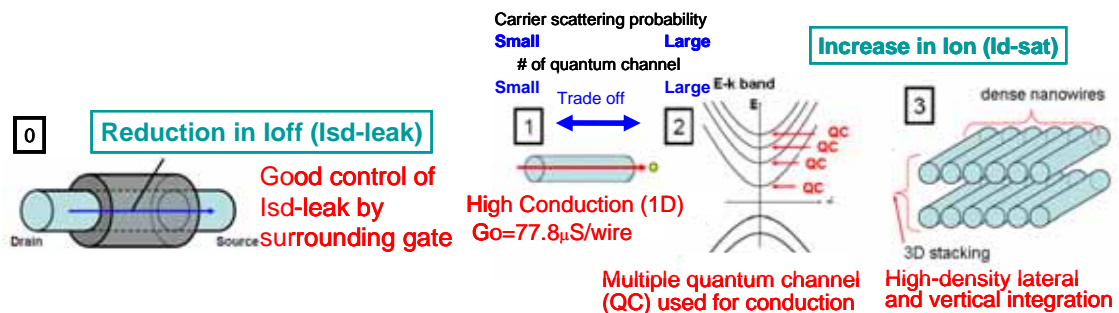 0
Reduction in Ioff (Isd-leak)
Good control of
Isd-leak by
surrounding gate
Drain
Source
Carrier scattering probability
Small Large
# of quantum channel
Small Large
Trade off
1
2
High Conduction (1D)
Go=77.8μS/wire
E-k band
E
QC
QC
QC
QC
Multiple quantum channel
(QC) used for conduction
Increase in Ion (Id-sat)
3
dense nanowires
3D stacking
High-density lateral
and vertical integration